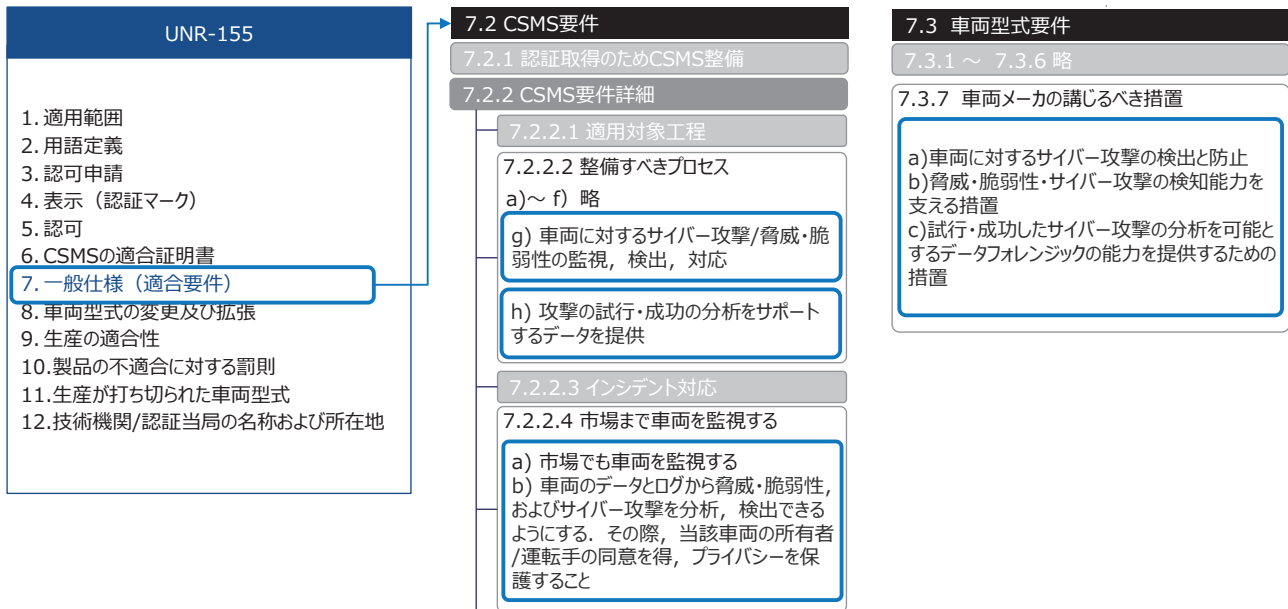 UNR-155
1. 適用範囲
2. 用語定義
3. 認可申請
4. 表示（認証マーク）
5. 認可
6. CSMSの適合証明書
7. 一般仕様（適合要件）
8. 車両型式の変更及び拡張
9. 生産の適合性
10.製品の不適合に対する罰則
11.生産が打ち切られた車両型式
12.技術機関/認証当局の名称および所在地
7.2 CSMS要件
7.2.1 認証取得のためCSMS整備
7.2.2 CSMS要件詳細
7.2.2.1 適用対象工程
7.2.2.2 整備すべきプロセス
a)～ f）略
g) 車両に対するサイバー攻撃/脅威・脆
弱性の監視，検出，対応
h) 攻撃の試行・成功の分析をサポート
するデータを提供
7.2.2.3 インシデント対応
7.2.2.4 市場まで車両を監視する
a) 市場でも車両を監視する
b) 車両のデータとログから脅威・脆弱性，
およびサイバー攻撃を分析，検出できる
ようにする．その際，当該車両の所有者
/運転手の同意を得，プライバシーを保
護すること
7.3 車両型式要件
7.3.1 ～ 7.3.6 略
7.3.7 車両メーカの講じるべき措置
a)車両に対するサイバー攻撃の検出と防止
b)脅威・脆弱性・サイバー攻撃の検知能力を
支える措置
c)試行・成功したサイバー攻撃の分析を可能と
するデータフォレンジックの能力を提供するための
措置